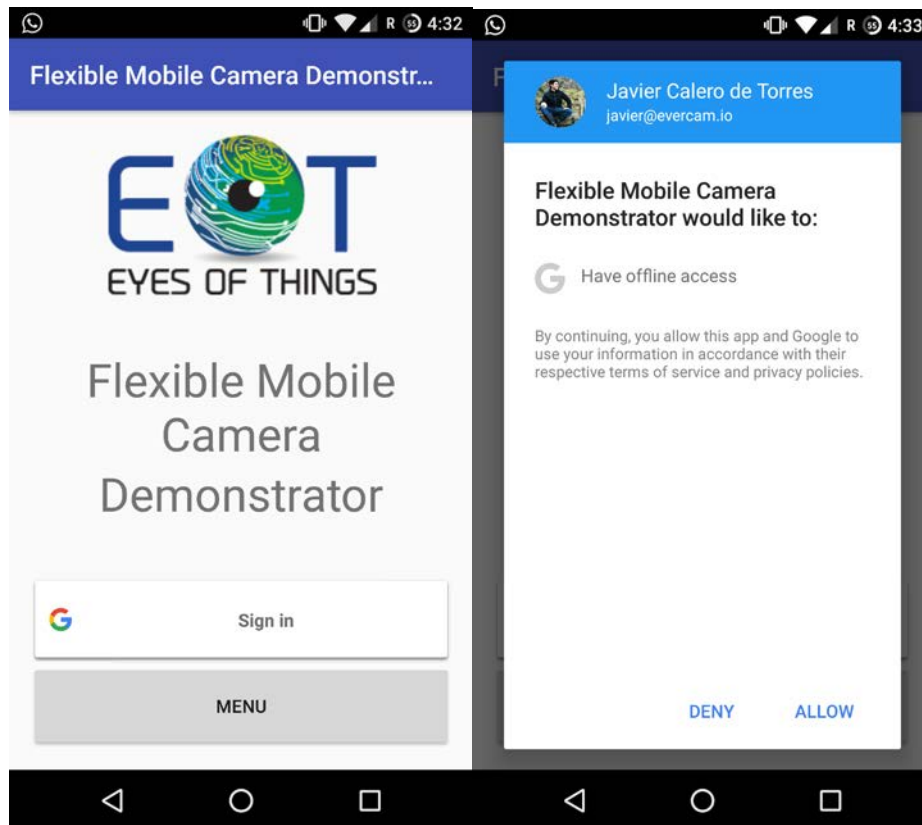 R 55 4:32
Flexible Mobile Camera Demonstr...
EOT
EYES OF THINGS
Flexible Mobile
Camera
Demonstrator
G Sign in
MENU
R 55 4:33
F
Javier Calero de Torres
javier@evercam.io
Flexible Mobile Camera
Demonstrator would like to:
G Have offline access
By continuing, you allow this app and Google to
use your information in accordance with their
respective terms of service and privacy policies.
DENY ALLOW